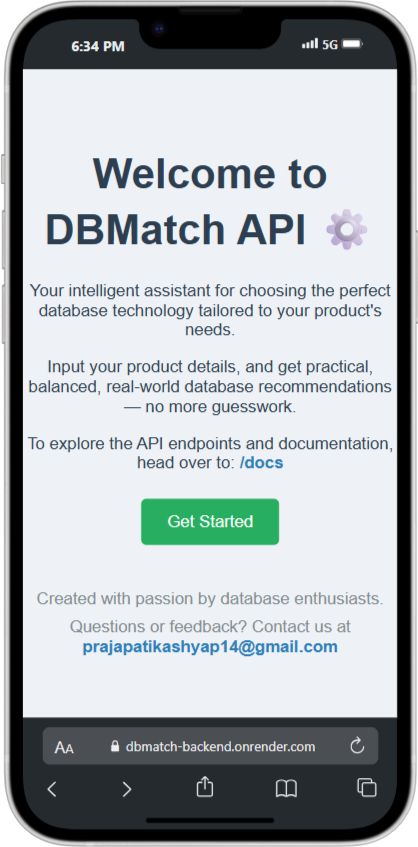 6:34 PM 5G
Welcome to
DBMatch API
Your intelligent assistant for choosing the perfect
database technology tailored to your product's
needs.
Input your product details, and get practical,
balanced, real-world database recommendations
— no more guesswork.
To explore the API endpoints and documentation,
head over to: /docs
Get Started
Created with passion by database enthusiasts.
Questions or feedback? Contact us at
prajapatikashyap14@gmail.com
AA dbmatch-backend.onrender.com